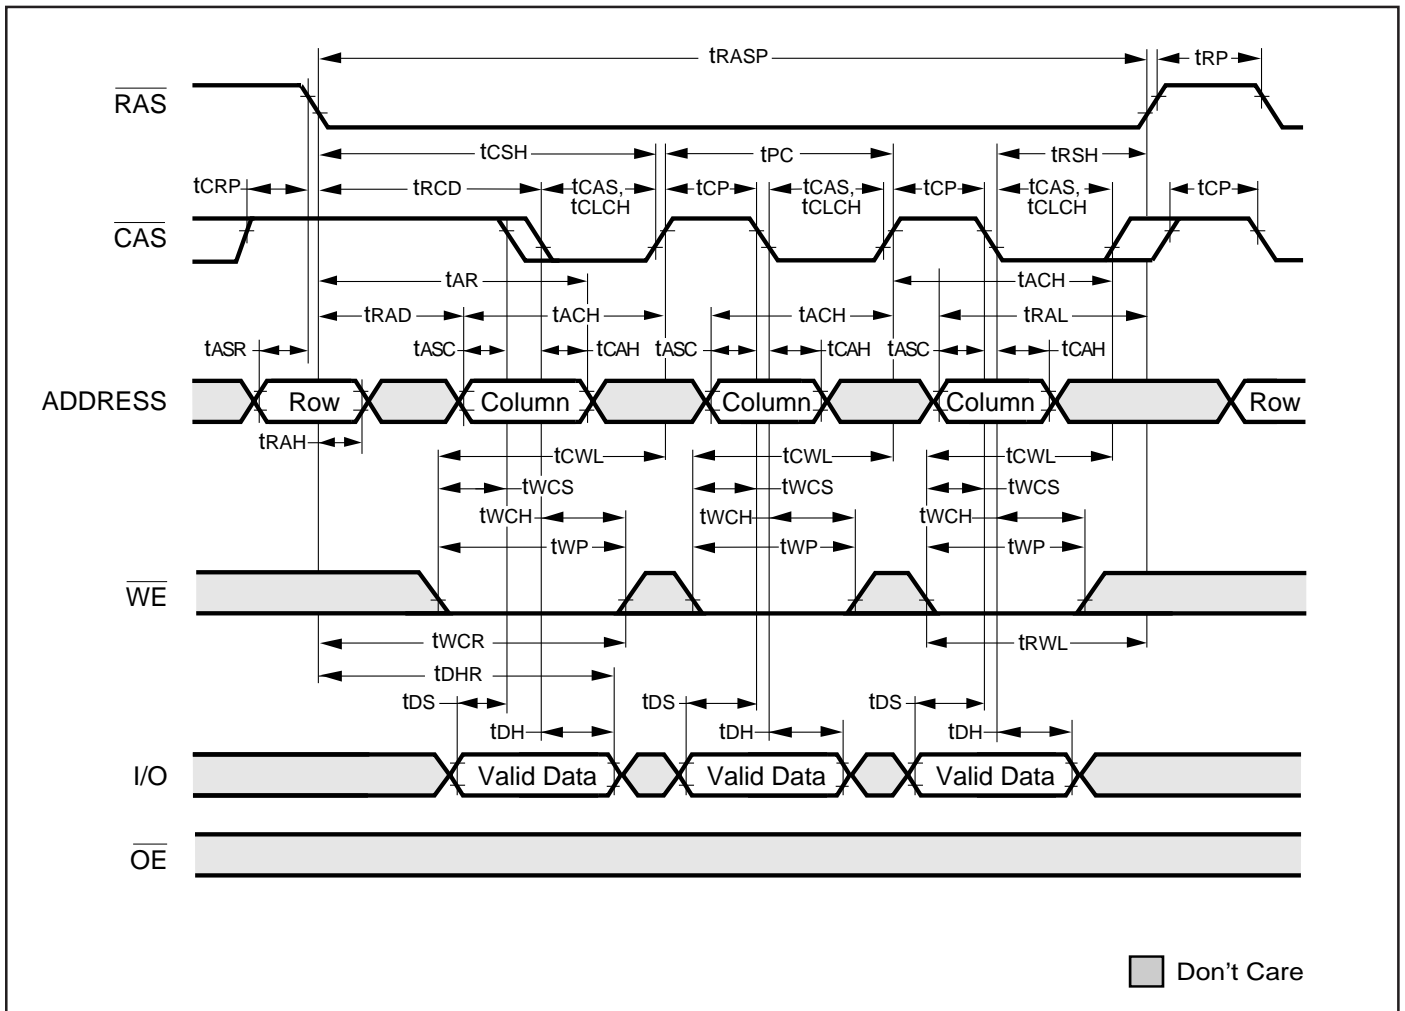 tRASP tRP
RAS
tCSH tPC tRSH
tCRP tRCD tCAS, tCP tCAS, tCP tCAS, tCP
tCLCH tCLCH tCLCH
CAS
tAR tACH
tRAD tACH tACH tRAL
tASR tASC tCAH tASC tCAH tASC tCAH
ADDRESS Row Column Column Column Row
tRAH
tCWL tCWL tCWL
tWCS tWCS tWCS
tWCH tWCH tWCH
tWP tWP tWP
WE
tWCR tRWL
tDHR
tDS tDS tDS
tDH tDH tDH
I/O Valid Data Valid Data Valid Data
OE
Don't Care